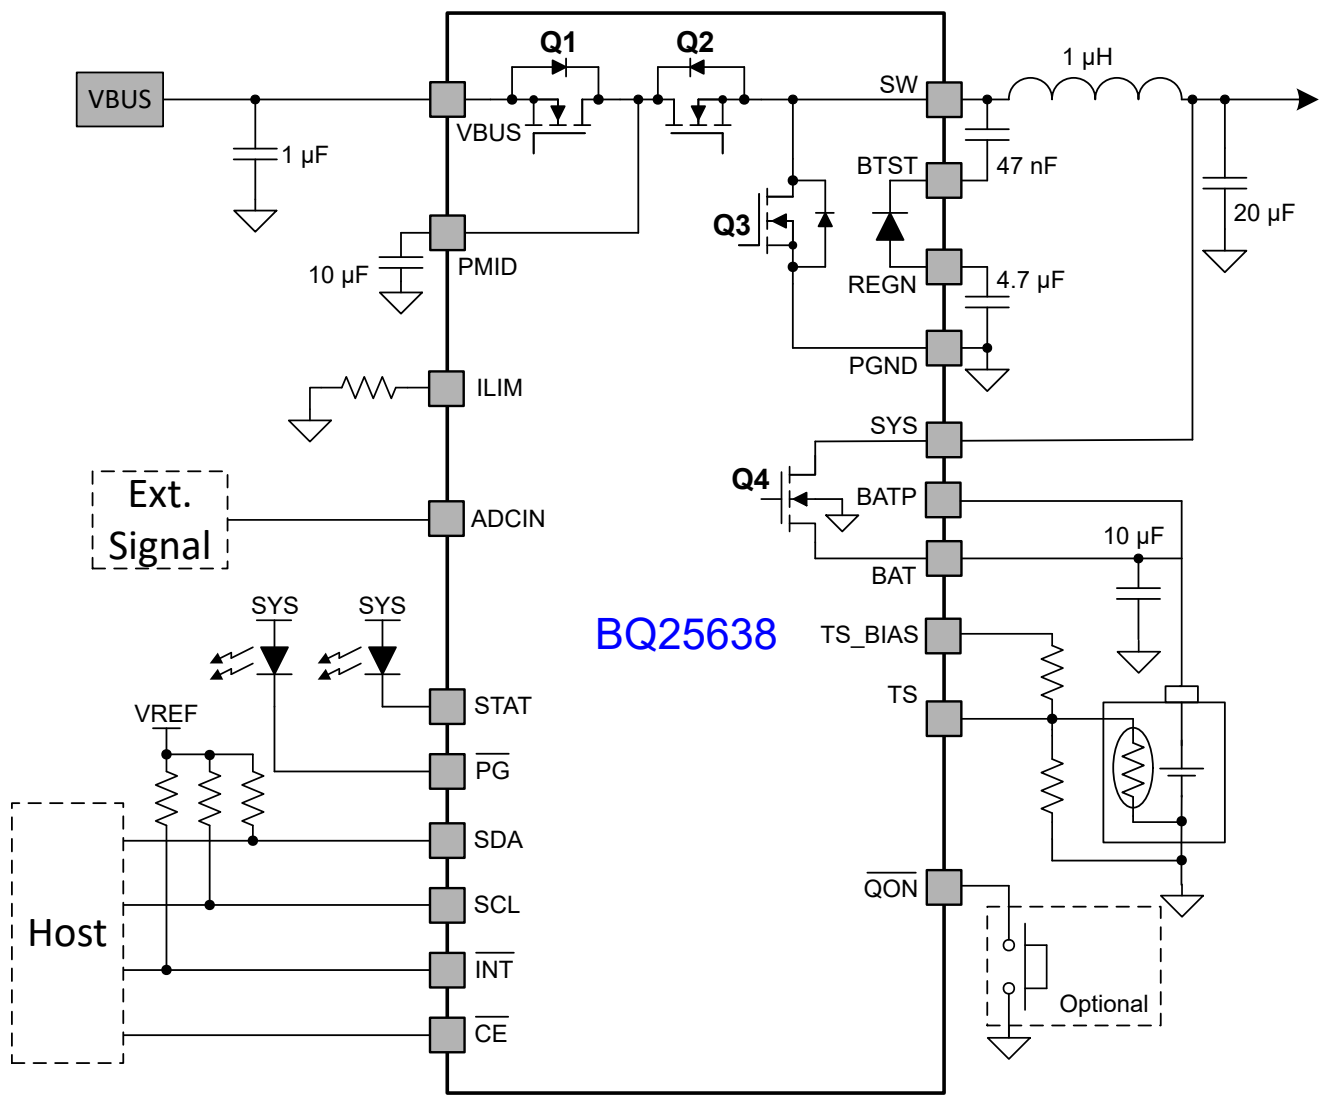 Q1
Q2
VBUS
VBUS
SW
1 µH
1 µF
BTST
47 nF
Q3
20 µF
PMID
10 µF
REGN
4.7 µF
PGND
ILIM
SYS
Q4
BATP
Ext.
Signal
ADCIN
10 µF
BAT
SYS
SYS
BQ25638
TS_BIAS
TS
STAT
VREF
PG
SDA
QON
SCL
Host
INT
Optional
CE